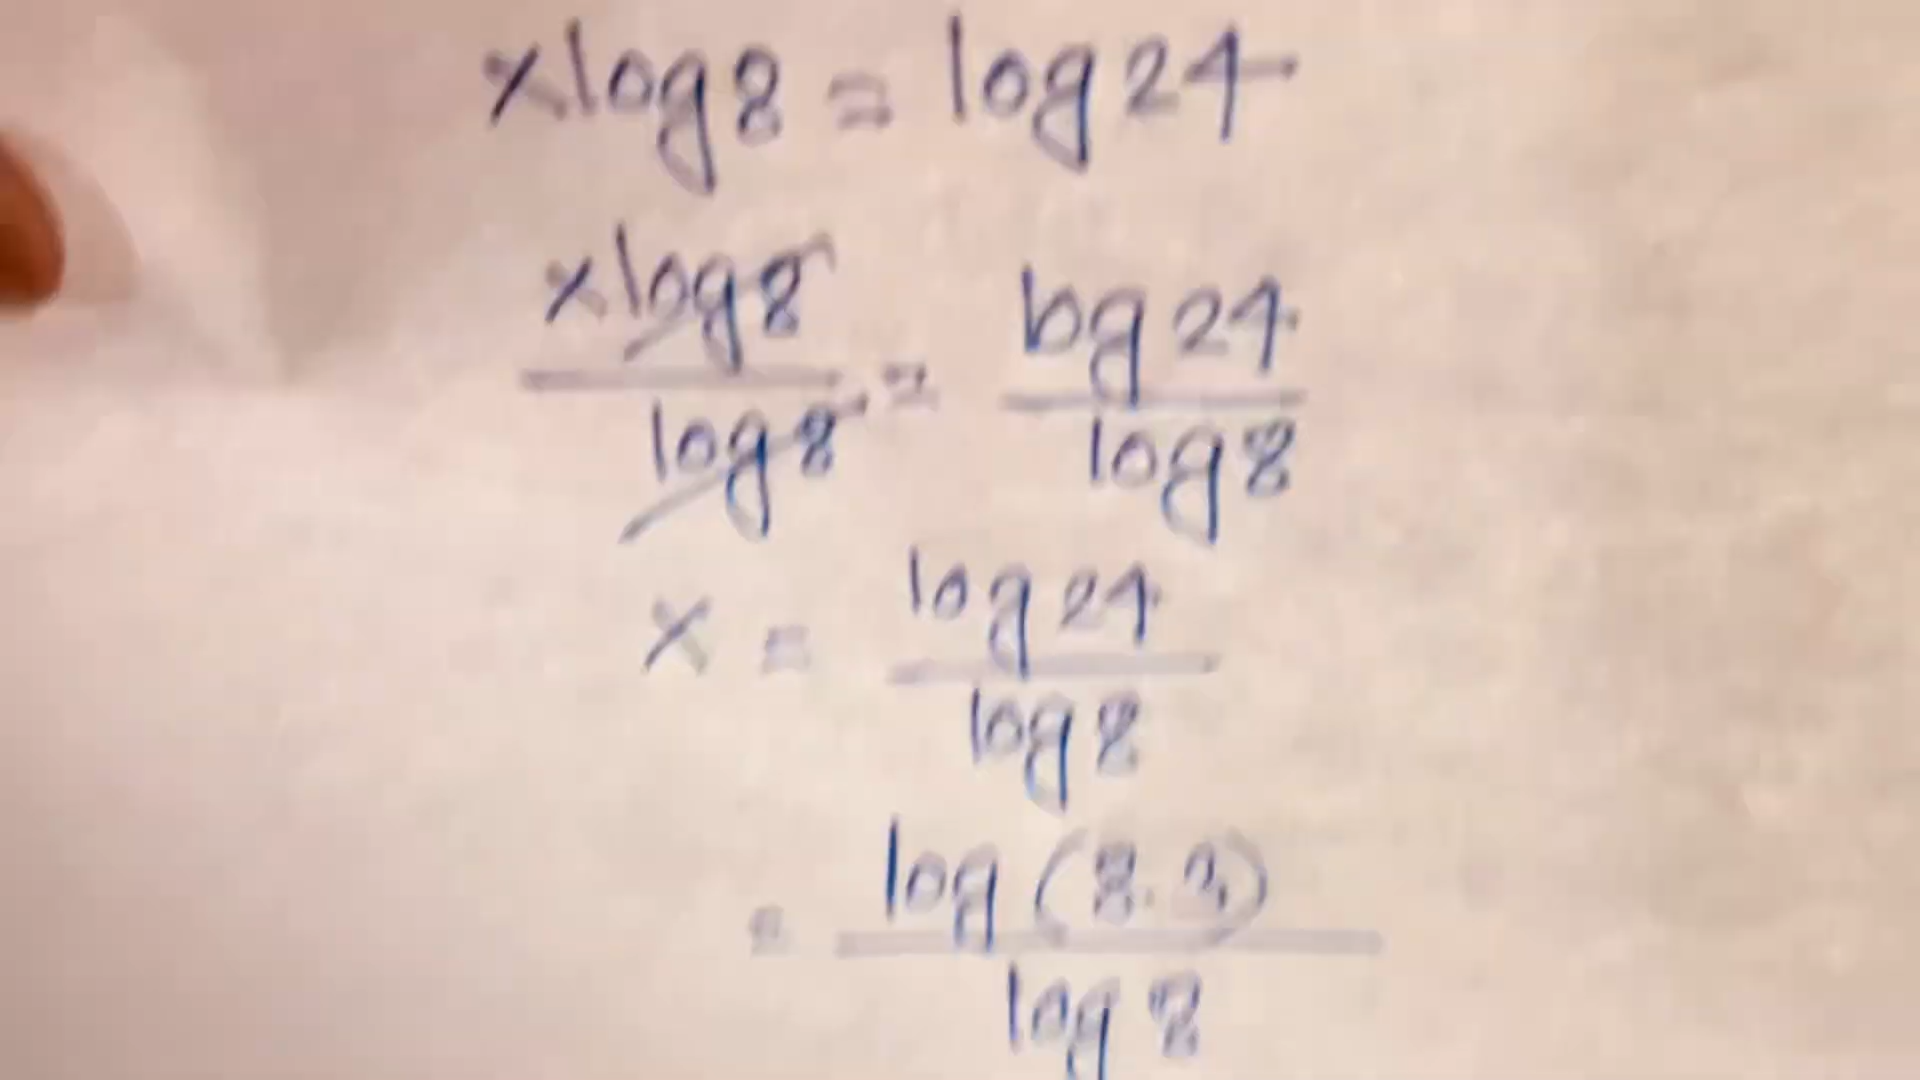 xlog8 = log24
xlog8 / log8 = log24 / log8
x = log24 / log8
= log(8.3) / log8